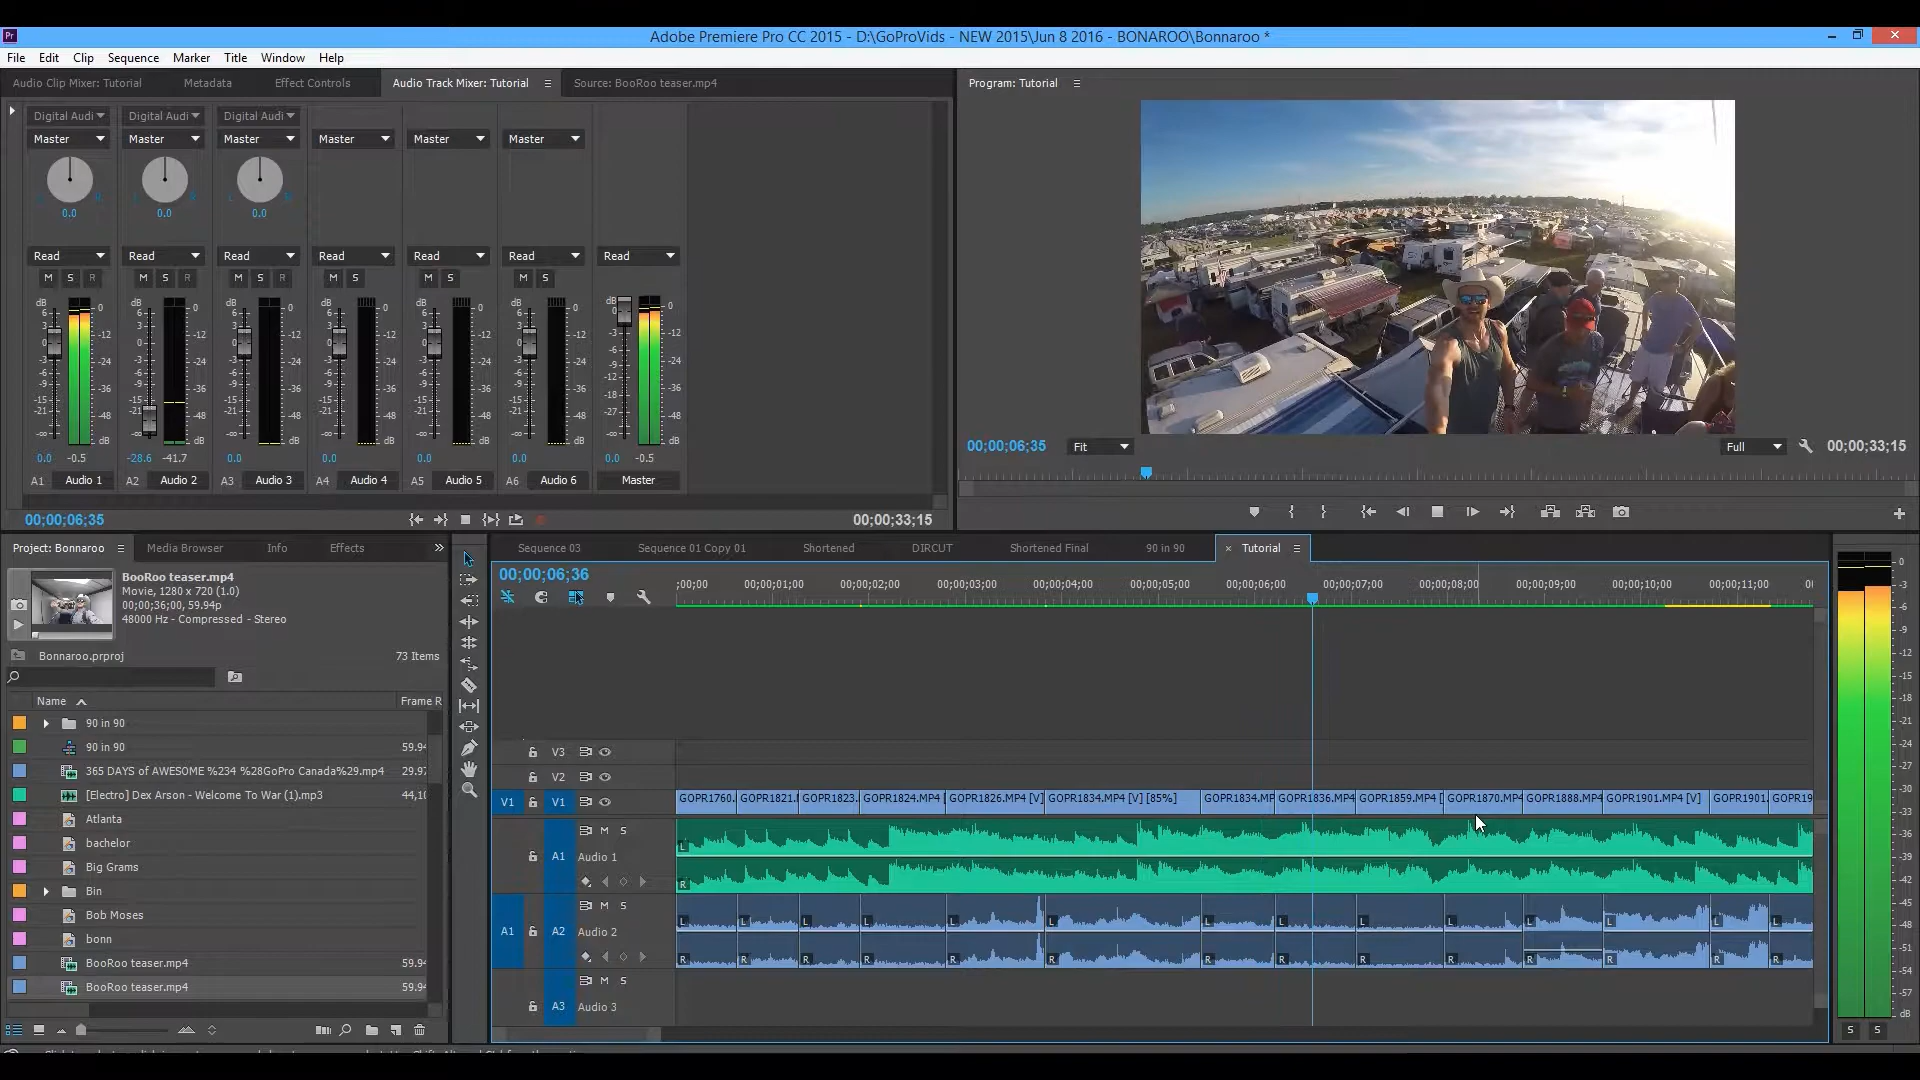 Adobe Premiere Pro CC 2015 - D:\GoProVids - NEW 2015\Jun 8 2016 - BONAROO\Bonnaroo *
File Edit Clip Sequence Marker Title Window Help
Audio Clip Mixer: Tutorial Metadata Effect Controls Audio Track Mixer: Tutorial Source: BooRoo teaser.mp4
Program: Tutorial
Digital Audi Digital Audi Digital Audi
Master Master Master Master Master Master
L R L R L R
0.0 0.0 0.0
Read Read Read Read Read Read Read
M S R M S R M S R M S M S M S
0.0 -0.5 -28.6 -41.7 0.0 0.0 0.0 0.0 0.0 -0.5
A1 Audio 1 A2 Audio 2 A3 Audio 3 A4 Audio 4 A5 Audio 5 A6 Audio 6 Master
00;00;06;35 00;00;33;15
00;00;06;35 Fit Full 00;00;33;15
Project: Bonnaroo Media Browser Info Effects
BooRoo teaser.mp4
Movie, 1280 x 720 (1.0)
00;00;36;00, 59.94p
48000 Hz - Compressed - Stereo
Bonnaroo.prproj 73 Items
Name Frame R
90 in 90
90 in 90 59.94
365 DAYS of AWESOME %234 %28GoPro Canada%29.mp4 29.97
[Electro] Dex Arson - Welcome To War (1).mp3 44,10
Atlanta
bachelor
Big Grams
Bin
Bob Moses
bonn
BooRoo teaser.mp4 59.94
BooRoo teaser.mp4 59.94
Sequence 03 Sequence 01 Copy 01 Shortened DIRCUT Shortened Final 90 in 90 × Tutorial
00;00;06;36
;00;00 00;00;01;00 00;00;02;00 00;00;03;00 00;00;04;00 00;00;05;00 00;00;06;00 00;00;07;00 00;00;08;00 00;00;09;00 00;00;10;00 00;00;11;00
V3
V2
V1 V1 GOPR1760. GOPR1821. GOPR1823. GOPR1824.MP4 GOPR1826.MP4 [V] GOPR1834.MP4 [V] [85%] GOPR1834.MP GOPR1836.MP4 GOPR1859.MP4 [ GOPR1870.MP4 GOPR1888.MP4 GOPR1901.MP4 [V] GOPR1901. GOPR19
M S
A1 Audio 1
M S
A1 A2 Audio 2
M S
A3 Audio 3
S S